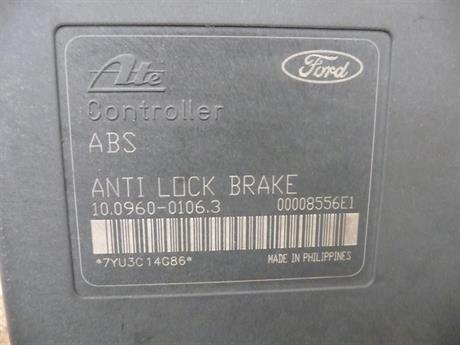 Ate
Ford
Controller
ABS
ANTI LOCK BRAKE
10.0960-0106.3 00008556E1
*7YU3C14G86* MADE IN PHILIPPINES